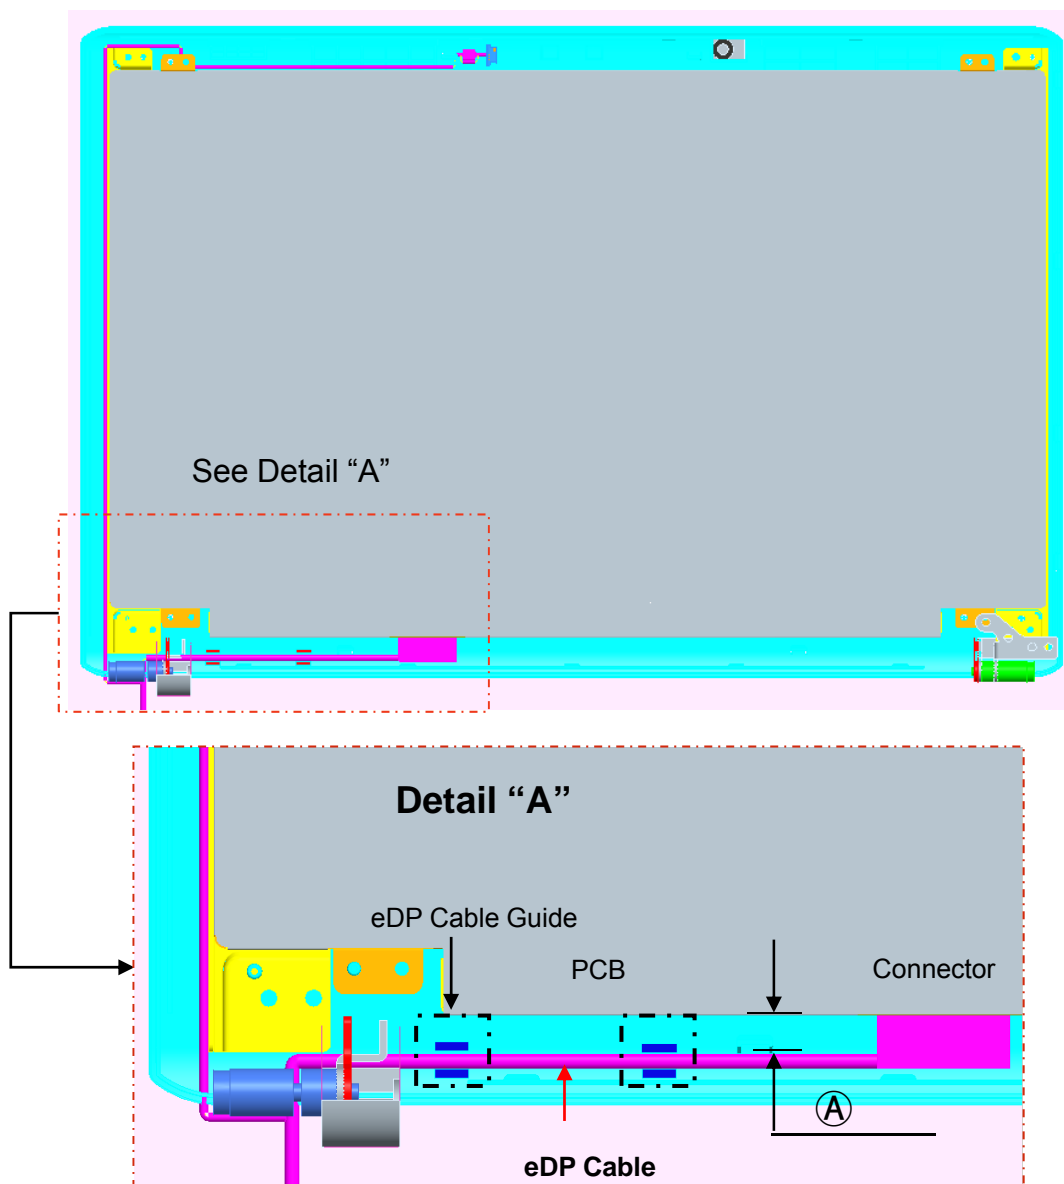 See Detail “A”
Detail “A”
eDP Cable Guide
PCB
Connector
Ⓐ
eDP Cable